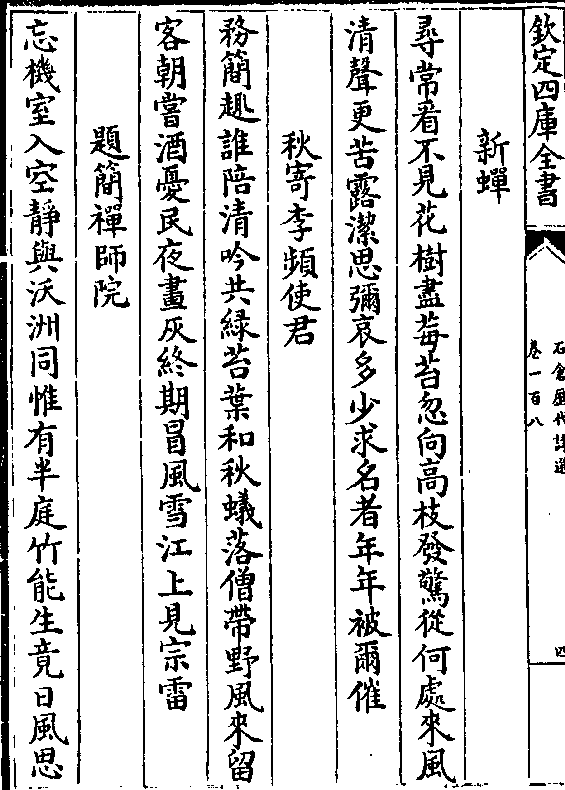 欽定四庫全書
石倉歷代詩選
卷一百八
四
新蟬
尋常看不見花樹盡莓苔忽向高枝發驚從何處來風
清聲更苦露潔思彌哀多少求名者年年被爾催
秋寄李頻使君
務簡趣誰陪清吟共綠苔葉和秋蟻落僧帶野風來留
客朝嘗酒憂民夜畫灰終期冒風雪江上見宗雷
題簡禪師院
忘機室入空靜與沃洲同惟有半庭竹能生竟日風思